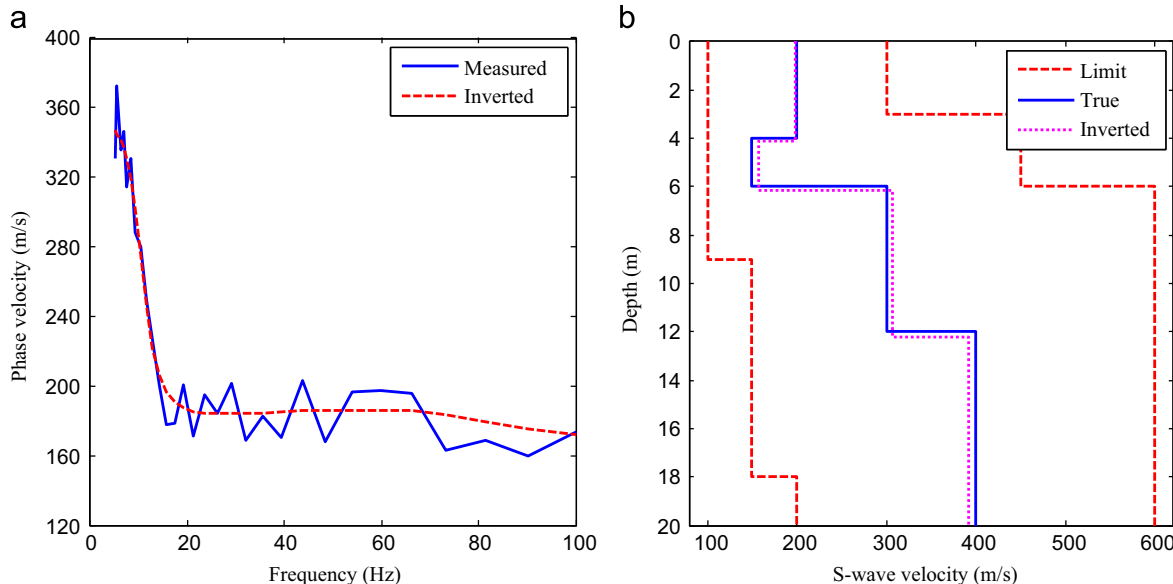 a
400
360
320
280
240
200
160
120
Phase velocity (m/s)
Measured
Inverted
0
20
40
60
80
100
Frequency (Hz)
b
0
2
4
6
8
10
12
14
16
18
20
Depth (m)
Limit
True
Inverted
100
200
300
400
500
600
S-wave velocity (m/s)